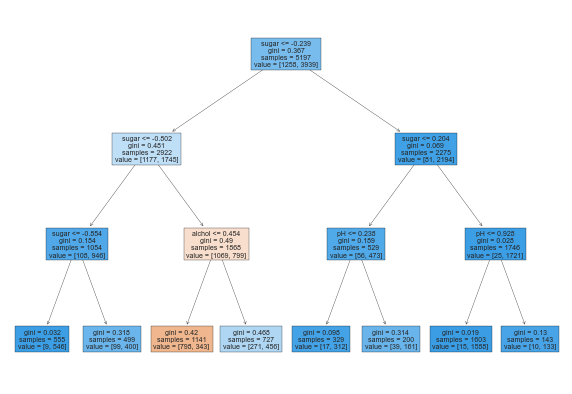 sugar <= -0.239
gini = 0.367
samples = 5197
value = [1258, 3939]
sugar <= -0.502
gini = 0.481
samples = 2922
value = [1177, 1745]
sugar <= 0.204
gini = 0.069
samples = 2275
value = [81, 2194]
sugar <= -0.554
gini = 0.184
samples = 1054
value = [108, 946]
alchol <= 0.454
gini = 0.49
samples = 1868
value = [1069, 799]
pH <= 0.238
gini = 0.189
samples = 529
value = [56, 473]
pH <= 0.928
gini = 0.028
samples = 1746
value = [25, 1721]
gini = 0.032
samples = 555
value = [9, 546]
gini = 0.318
samples = 499
value = [99, 400]
gini = 0.42
samples = 1141
value = [798, 343]
gini = 0.468
samples = 727
value = [271, 456]
gini = 0.098
samples = 329
value = [17, 312]
gini = 0.314
samples = 200
value = [39, 161]
gini = 0.019
samples = 1603
value = [15, 1588]
gini = 0.13
samples = 143
value = [10, 133]